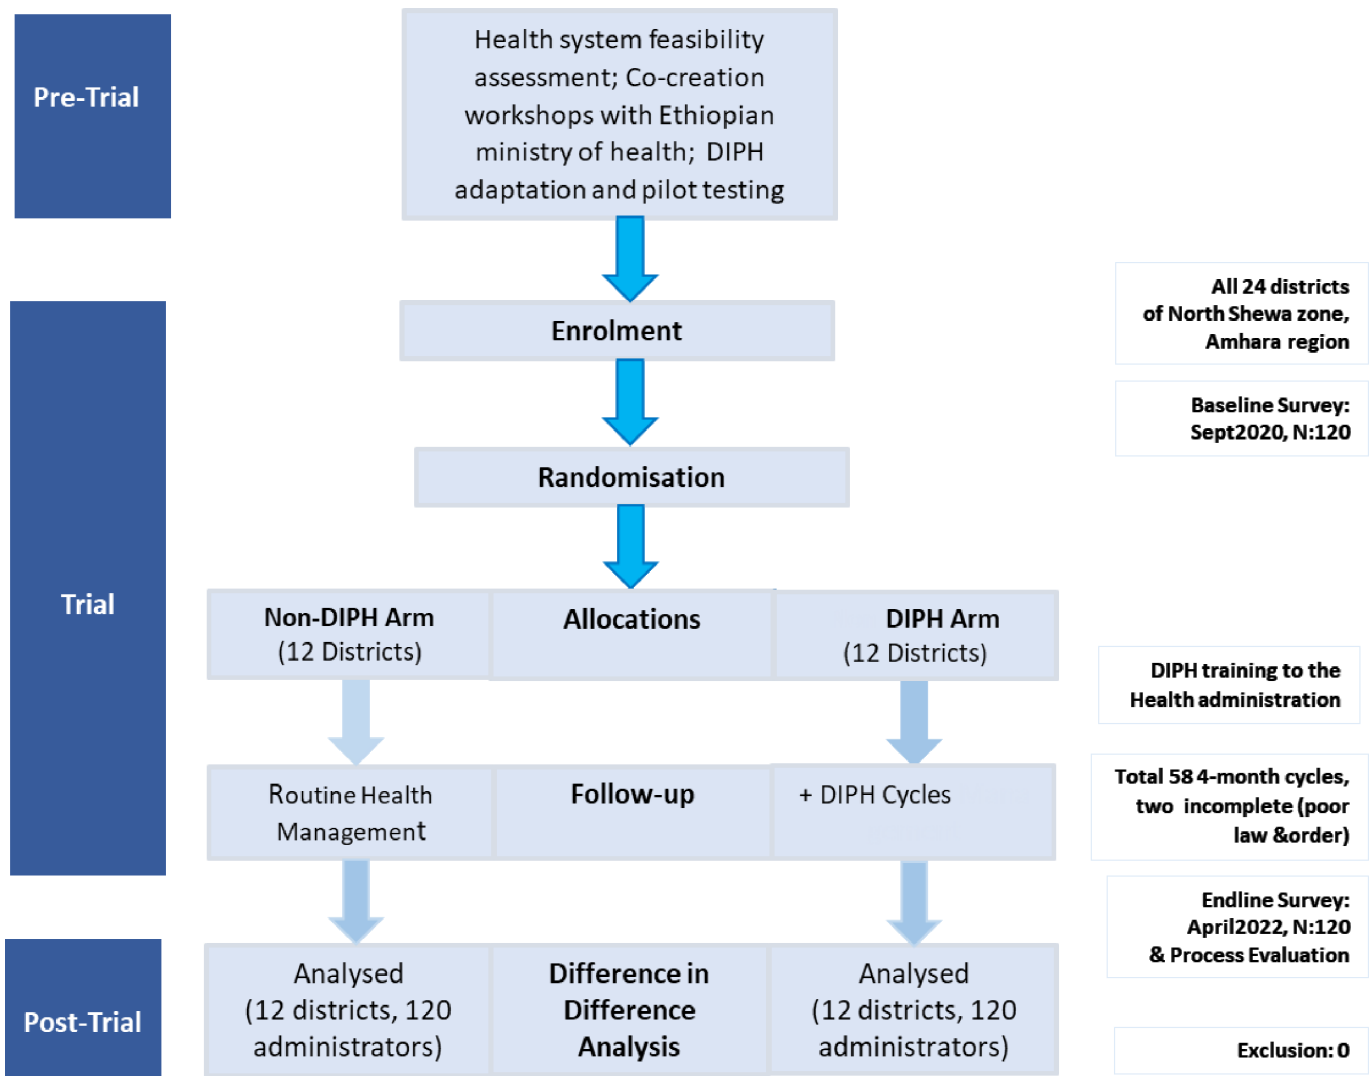 Pre-Trial
Health system feasibility
assessment; Co-creation
workshops with Ethiopian
ministry of health; DIPH
adaptation and pilot testing
Enrolment
All 24 districts
of North Shewa zone,
Amhara region
Baseline Survey:
Sept2020, N:120
Randomisation
Trial
Non-DIPH Arm
(12 Districts)
Allocations
DIPH Arm
(12 Districts)
DIPH training to the
Health administration
Routine Health
Management
Follow-up
+ DIPH Cycles
Total 58 4-month cycles,
two incomplete (poor
law &order)
Endline Survey:
April2022, N:120
& Process Evaluation
Post-Trial
Analysed
(12 districts, 120
administrators)
Difference in
Difference
Analysis
Analysed
(12 districts, 120
administrators)
Exclusion: 0